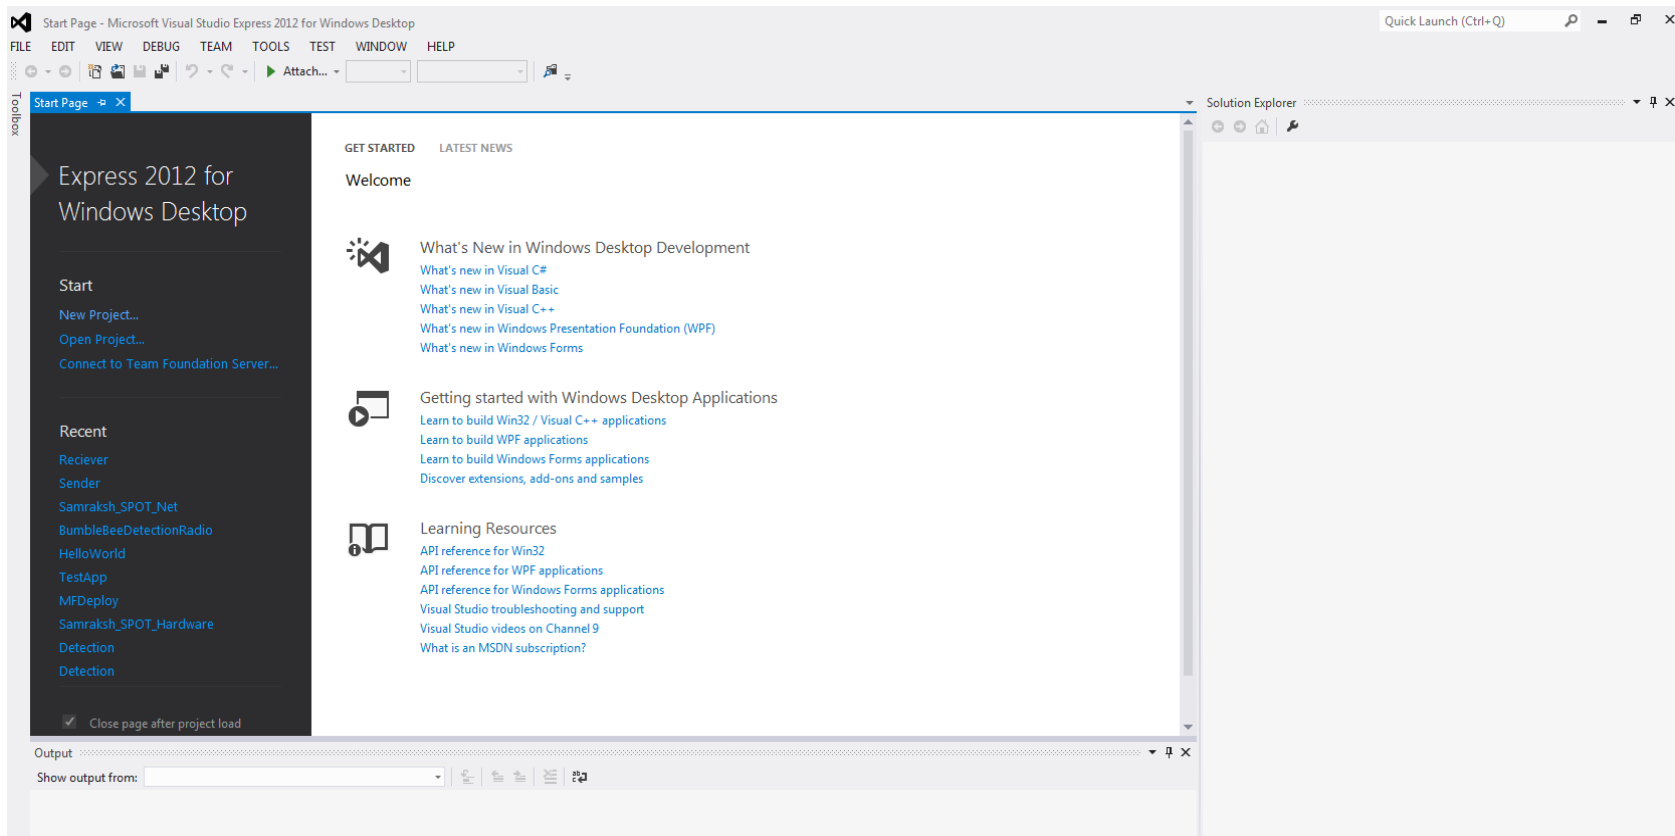 Start Page - Microsoft Visual Studio Express 2012 for Windows Desktop
Quick Launch (Ctrl+Q)
FILE EDIT VIEW DEBUG TEAM TOOLS TEST WINDOW HELP
Attach...
Toolbox
Start Page
Solution Explorer
Express 2012 for
Windows Desktop
Start
New Project...
Open Project...
Connect to Team Foundation Server...
Recent
Reciever
Sender
Samraksh_SPOT_Net
BumbleBeeDetectionRadio
HelloWorld
TestApp
MFDeploy
Samraksh_SPOT_Hardware
Detection
Detection
Close page after project load
GET STARTED LATEST NEWS
Welcome
What's New in Windows Desktop Development
What's new in Visual C#
What's new in Visual Basic
What's new in Visual C++
What's new in Windows Presentation Foundation (WPF)
What's new in Windows Forms
Getting started with Windows Desktop Applications
Learn to build Win32 / Visual C++ applications
Learn to build WPF applications
Learn to build Windows Forms applications
Discover extensions, add-ons and samples
Learning Resources
API reference for Win32
API reference for WPF applications
API reference for Windows Forms applications
Visual Studio troubleshooting and support
Visual Studio videos on Channel 9
What is an MSDN subscription?
Output
Show output from: